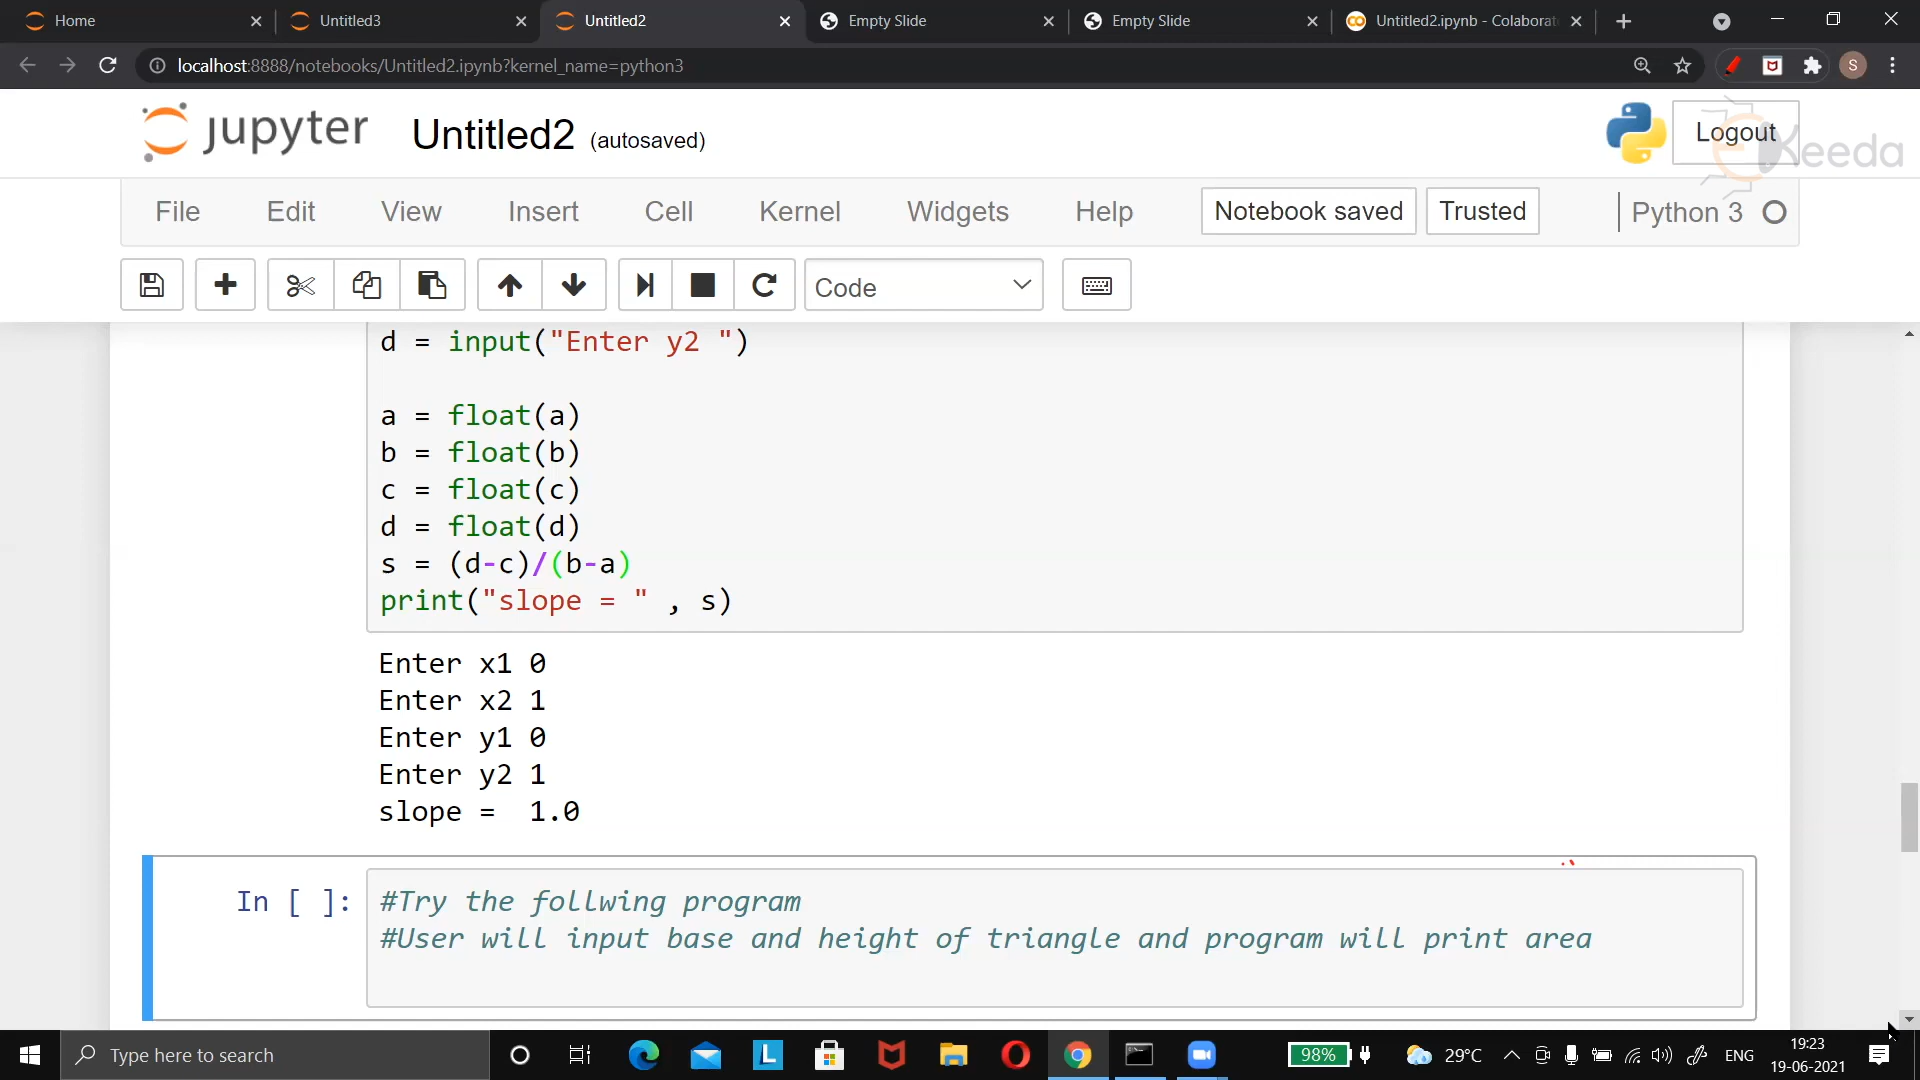 Home
Untitled3
Untitled2
Empty Slide
Empty Slide
Untitled2.ipynb - Colaborat
localhost:8888/notebooks/Untitled2.ipynb?kernel_name=python3
S
jupyter
Untitled2 (autosaved)
Logout
EKeeda
File Edit View Insert Cell Kernel Widgets Help
Notebook saved
Trusted
Python 3
Code
d = input("Enter y2 ")
a = float(a)
b = float(b)
c = float(c)
d = float(d)
s = (d-c)/(b-a)
print("slope = " , s)
Enter x1 0
Enter x2 1
Enter y1 0
Enter y2 1
slope =  1.0
In [ ]:
#Try the follwing program
#User will input base and height of triangle and program will print area
Type here to search
L
98%
29°C
ENG
19:23
19-06-2021